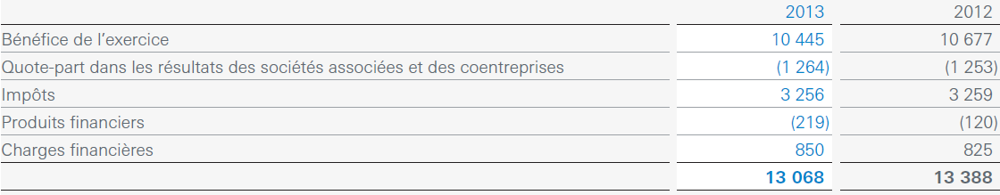 2013 2012
Bénéfice de l’exercice 10 445 10 677
Quote-part dans les résultats des sociétés associées et des coentreprises (1 264) (1 253)
Impôts 3 256 3 259
Produits financiers (219) (120)
Charges financières 850 825
13 068 13 388